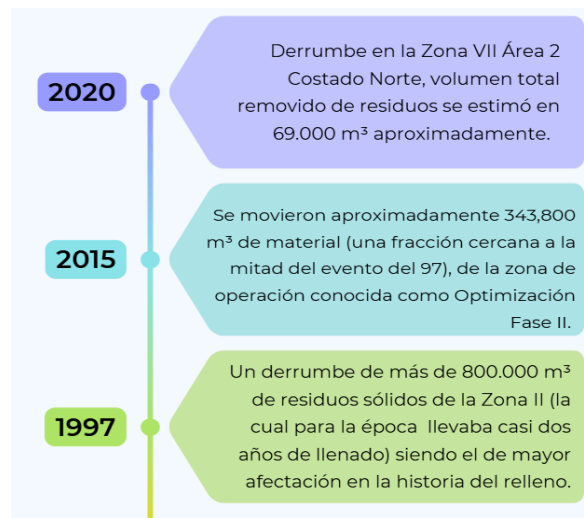 2020
Derrumbe en la Zona VII Área 2
Costado Norte, volumen total
removido de residuos se estimó en
69.000 m³ aproximadamente.
2015
Se movieron aproximadamente 343,800
m³ de material (una fracción cercana a la
mitad del evento del 97), de la zona de
operación conocida como Optimización
Fase II.
1997
Un derrumbe de más de 800.000 m³
de residuos sólidos de la Zona II (la
cual para la época llevaba casi dos
años de llenado) siendo el de mayor
afectación en la historia del relleno.